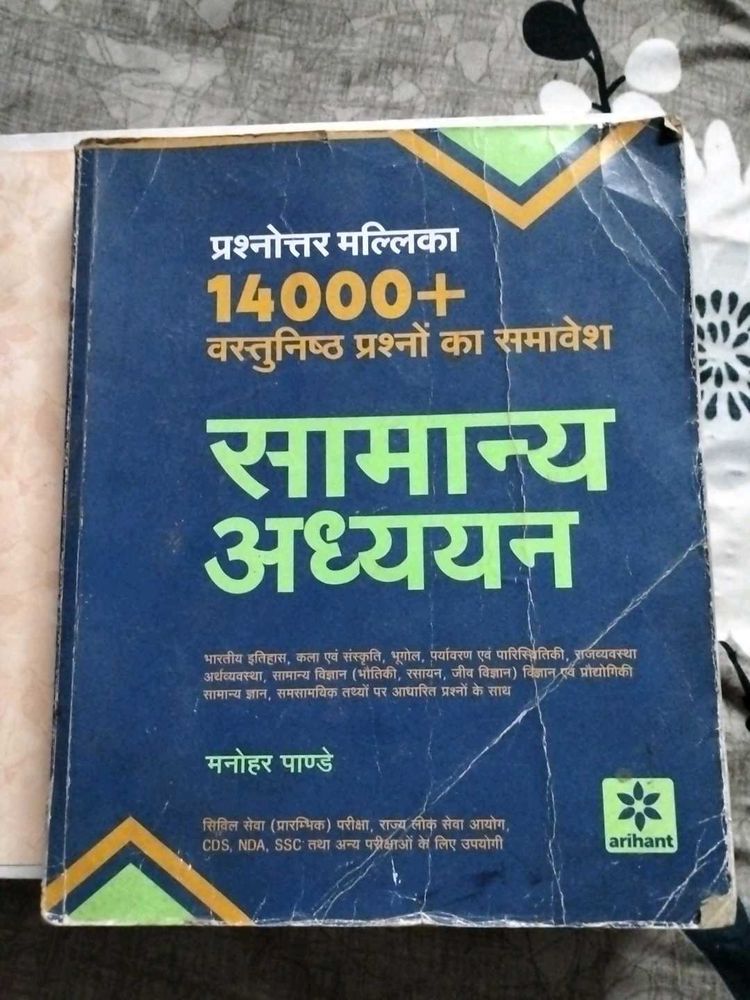 प्रश्नोत्तर मल्लिका
14000+
वस्तुनिष्ठ प्रश्नों का समावेश
सामान्य
अध्ययन
भारतीय इतिहास, कला एवं संस्कृति, भूगोल, पर्यावरण एवं पारिस्थितिकी, राजव्यवस्था
अर्थव्यवस्था, सामान्य विज्ञान (भौतिकी, रसायन, जीव विज्ञान) विज्ञान एवं प्रौद्योगिकी
सामान्य ज्ञान, समसामयिक तथ्यों पर आधारित प्रश्नों के साथ
मनोहर पाण्डे
सिविल सेवा (प्रारम्भिक) परीक्षा, राज्य लोक सेवा आयोग,
CDS, NDA, SSC तथा अन्य परीक्षाओं के लिए उपयोगी
arihant